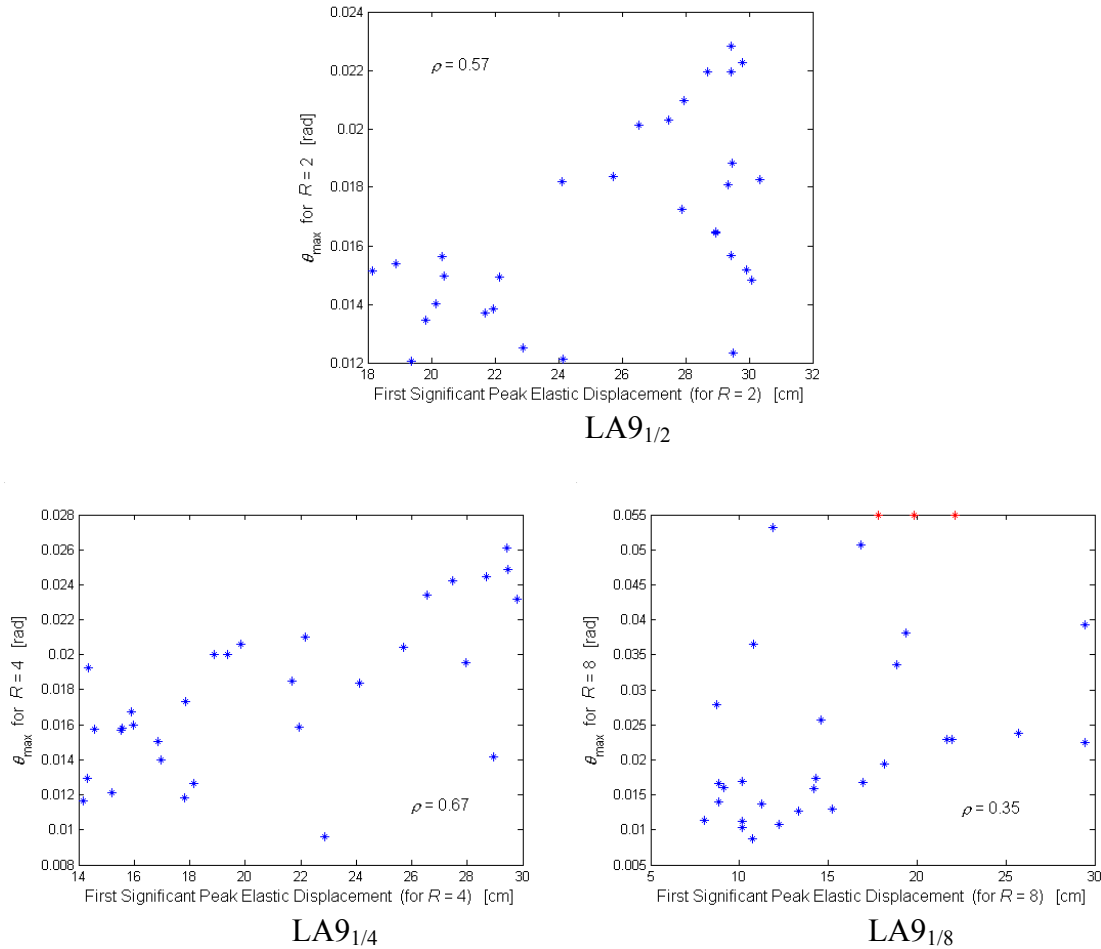 0.024
0.022
0.02
0.018
0.016
0.014
0.012
θmax for R = 2 [rad]
ρ = 0.57
18 20 22 24 26 28 30 32
First Significant Peak Elastic Displacement (for R = 2) [cm]
LA91/2
0.028
0.026
0.024
0.022
0.02
0.018
0.016
0.014
0.012
0.01
0.008
θmax for R = 4 [rad]
ρ = 0.67
14 16 18 20 22 24 26 28 30
First Significant Peak Elastic Displacement (for R = 4) [cm]
LA91/4
0.055
0.05
0.045
0.04
0.035
0.03
0.025
0.02
0.015
0.01
0.005
θmax for R = 8 [rad]
ρ = 0.35
5 10 15 20 25 30
First Significant Peak Elastic Displacement (for R = 8) [cm]
LA91/8